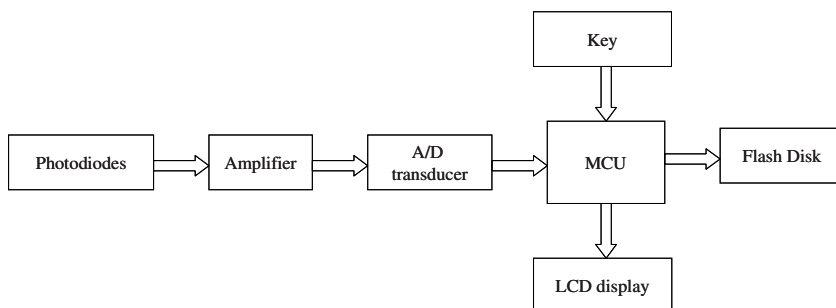 Key
Photodiodes
Amplifier
A/D
transducer
MCU
Flash Disk
LCD display